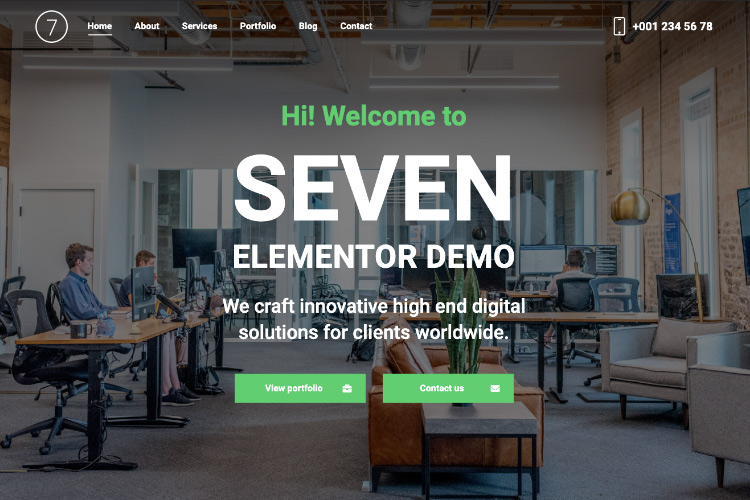 7
Home About Services Portfolio Blog Contact
+001 234 56 78
Hi! Welcome to
SEVEN
ELEMENTOR DEMO
We craft innovative high end digital
solutions for clients worldwide.
View portfolio
Contact us